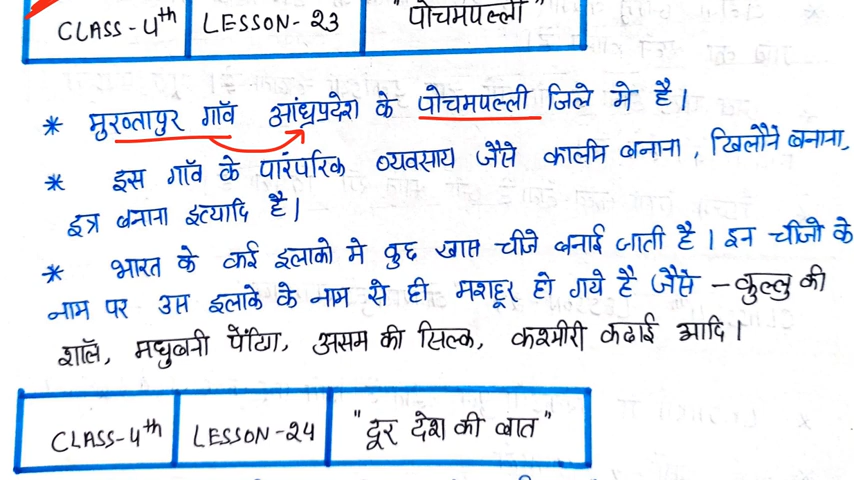 CLASS-4th LESSON-23 "पोचमपल्ली"
* मुख्तापुर गाँव आंध्रप्रदेश के पोचमपल्ली जिले मे है।
* इस गाँव के पारंपरिक व्यवसाय जैसे कालीन बनाना, खिलौने बनाना,
इत्र बनाना इत्यादि है।
* भारत के कई इलाको मे कुछ खास चीजे बनाई जाती है। इन चीजो के
नाम पर उस इलाके के नाम से ही मशहूर हो गये है जैसे - कुल्लु की
शॉल, मधुबनी पेंटिंग, असम की सिल्क, कश्मीरी कढाई आदि।
CLASS-4th LESSON-24 "दूर देश की बात"